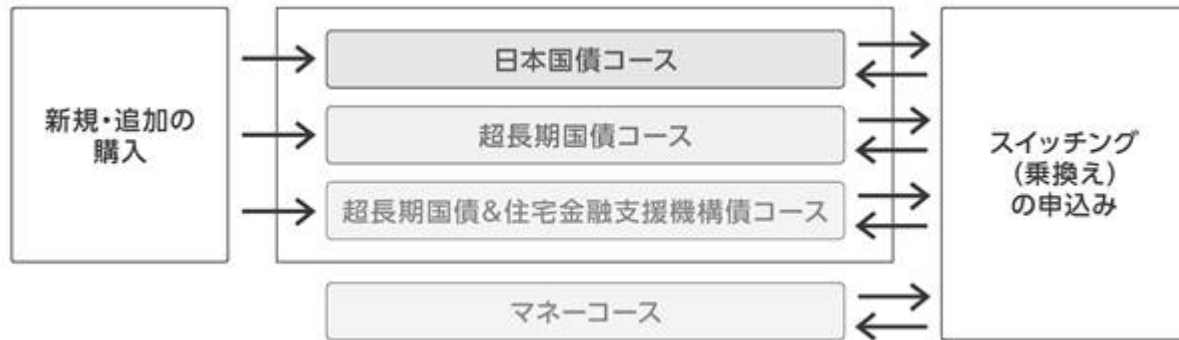 新規・追加の
購入
日本国債コース
超長期国債コース
超長期国債&住宅金融支援機構債コース
マネーコース
スイッチング
(乗換え)
の申込み